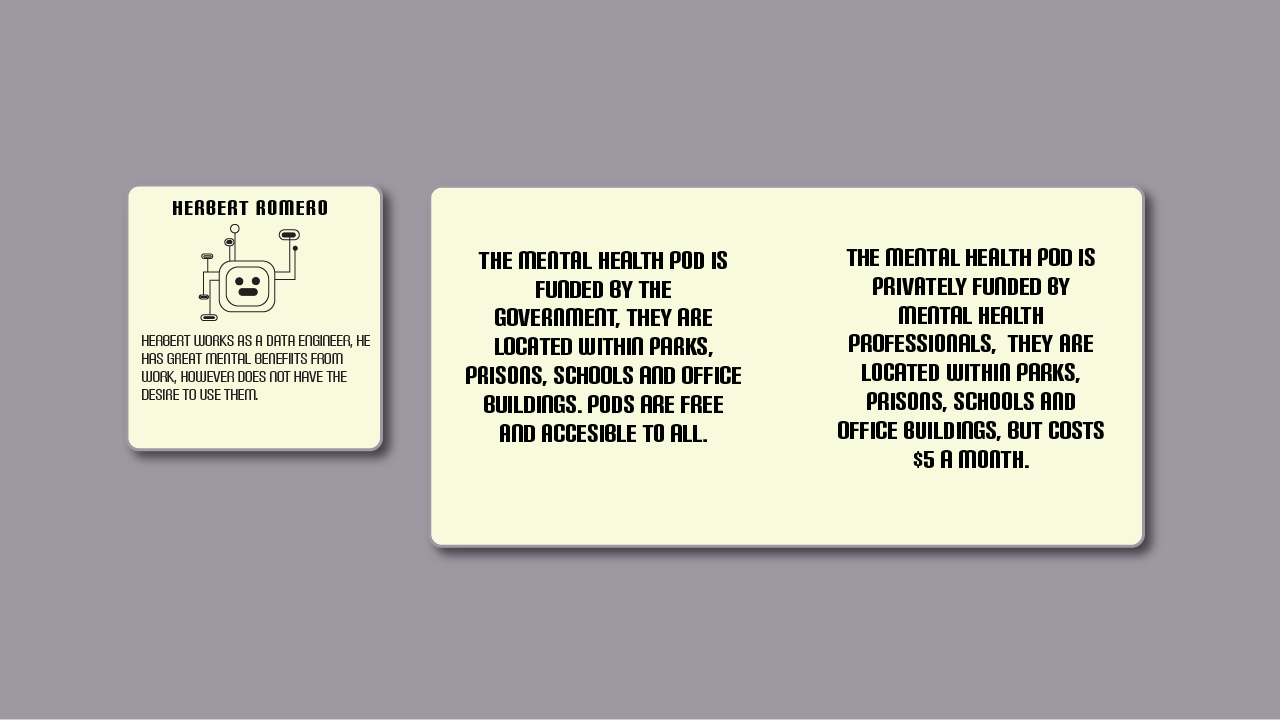 HERBERT ROMERO
HERBERT WORKS AS A DATA ENGINEER, HE
HAS GREAT MENTAL BENEFIITS FROM
WORK, HOWEVER DOES NOT HAVE THE
DESIRE TO USE THEM.
THE MENTAL HEALTH POD IS
FUNDED BY THE
GOVERNMENT, THEY ARE
LOCATED WITHIN PARKS,
PRISONS, SCHOOLS AND OFFICE
BUILDINGS. PODS ARE FREE
AND ACCESIBLE TO ALL.
THE MENTAL HEALTH POD IS
PRIVATELY FUNDED BY
MENTAL HEALTH
PROFESSIONALS,  THEY ARE
LOCATED WITHIN PARKS,
PRISONS, SCHOOLS AND
OFFICE BUILDINGS, BUT COSTS
$5 A MONTH.